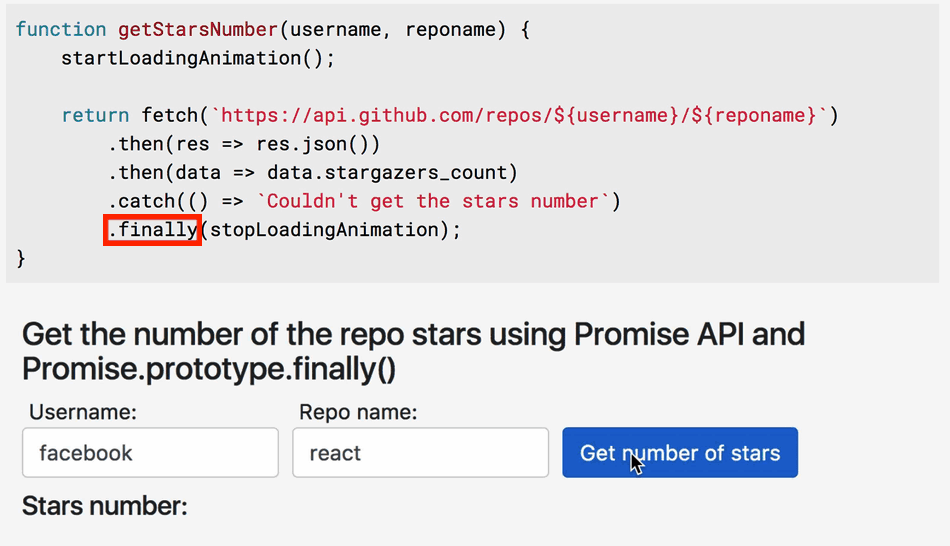 function getStarsNumber(username, reponame) {
    startLoadingAnimation();

    return fetch(`https://api.github.com/repos/${username}/${reponame}`)
        .then(res => res.json())
        .then(data => data.stargazers_count)
        .catch(() => `Couldn't get the stars number`)
        .finally(stopLoadingAnimation);
}
Get the number of the repo stars using Promise API and
Promise.prototype.finally()
Username: Repo name:
facebook react Get number of stars
Stars number: